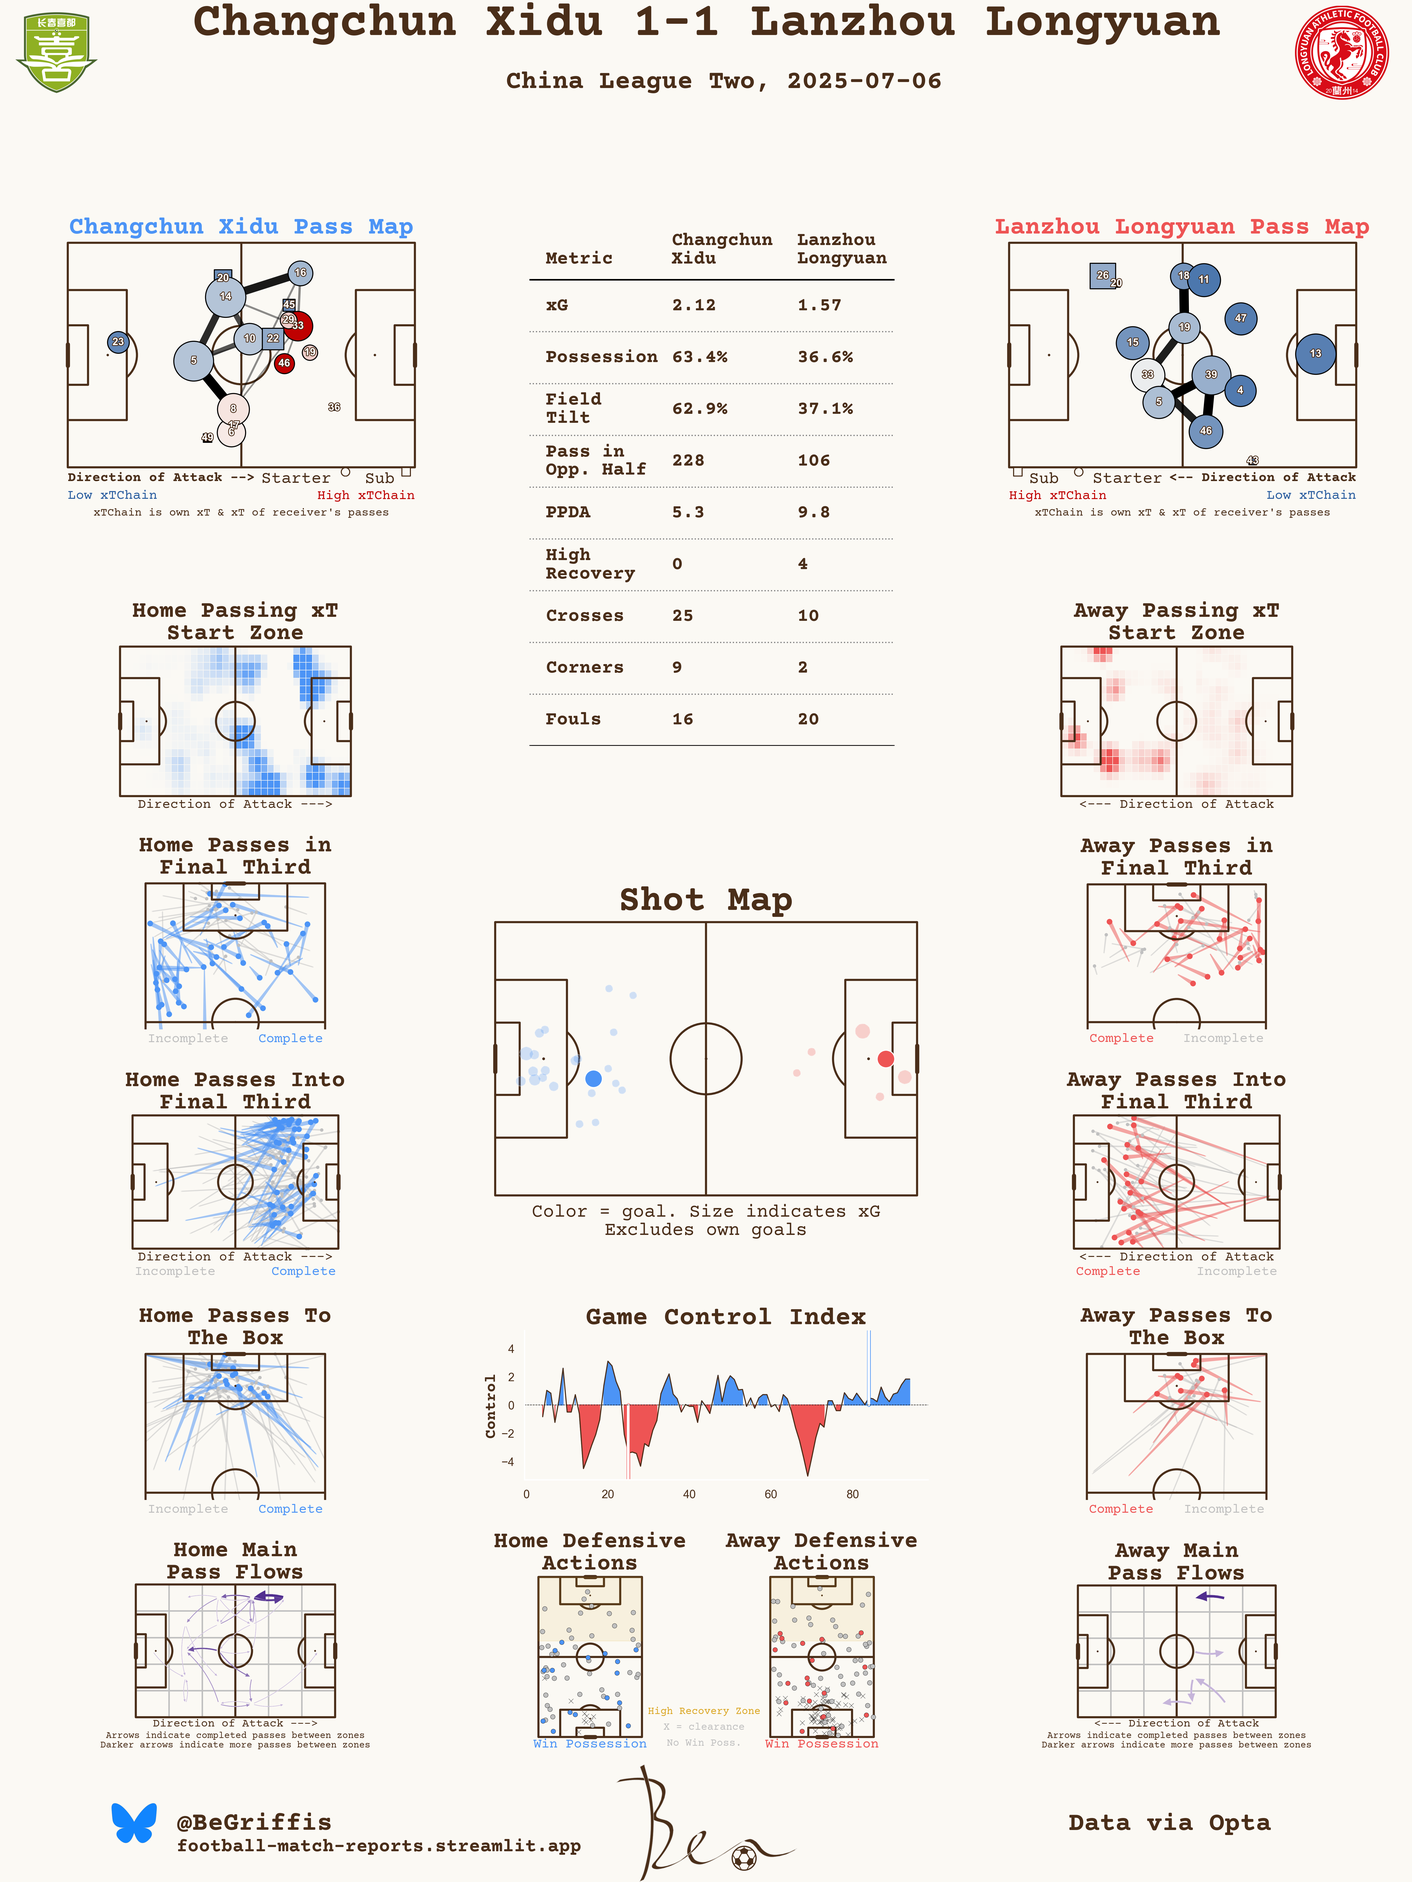 Changchun Xidu 1-1 Lanzhou Longyuan
China League Two, 2025-07-06
长春喜都
喜
LONGYUAN ATHLETIC FOOTBALL CLUB
20 蘭州 14
Changchun Xidu Pass Map
20
16
14
45
29
33
23
10
22
5
19
46
8
36
17
6
49
Direction of Attack --> Starter Sub
Low xTChain High xTChain
xTChain is own xT & xT of receiver's passes
Metric Changchun Xidu Lanzhou Longyuan
xG 2.12 1.57
Possession 63.4% 36.6%
Field Tilt 62.9% 37.1%
Pass in Opp. Half 228 106
PPDA 5.3 9.8
High Recovery 0 4
Crosses 25 10
Corners 9 2
Fouls 16 20
Lanzhou Longyuan Pass Map
26
20
18
11
47
19
15
13
33
39
4
5
46
43
Sub Starter <-- Direction of Attack
High xTChain Low xTChain
xTChain is own xT & xT of receiver's passes
Home Passing xT
Start Zone
Direction of Attack --->
Away Passing xT
Start Zone
<--- Direction of Attack
Home Passes in
Final Third
Incomplete Complete
Away Passes in
Final Third
Complete Incomplete
Shot Map
Color = goal. Size indicates xG
Excludes own goals
Home Passes Into
Final Third
Direction of Attack --->
Incomplete Complete
Away Passes Into
Final Third
<--- Direction of Attack
Complete Incomplete
Home Passes To
The Box
Incomplete Complete
Game Control Index
Control
4
2
0
−2
−4
0 20 40 60 80
Away Passes To
The Box
Complete Incomplete
Home Main
Pass Flows
Direction of Attack --->
Arrows indicate completed passes between zones
Darker arrows indicate more passes between zones
Home Defensive
Actions
Win Possession
High Recovery Zone
X = clearance
No Win Poss.
Away Defensive
Actions
Win Possession
Away Main
Pass Flows
<--- Direction of Attack
Arrows indicate completed passes between zones
Darker arrows indicate more passes between zones
@BeGriffis
football-match-reports.streamlit.app
Ben
Data via Opta